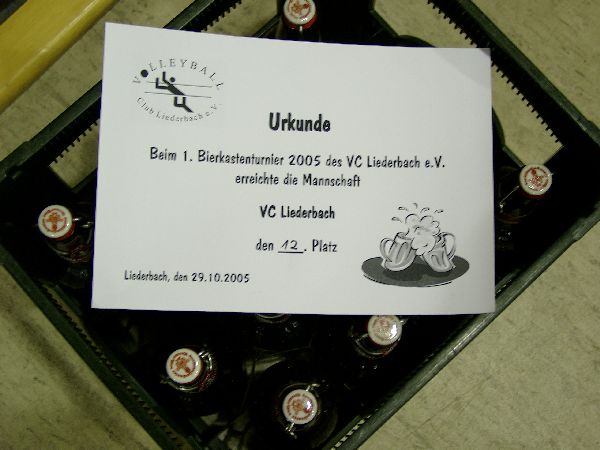 VOLLEYBALL
Club Liederbach e.V.
Urkunde
Beim 1. Bierkastenturnier 2005 des VC Liederbach e.V.
erreichte die Mannschaft
VC Liederbach
den 12. Platz
Liederbach, den 29.10.2005